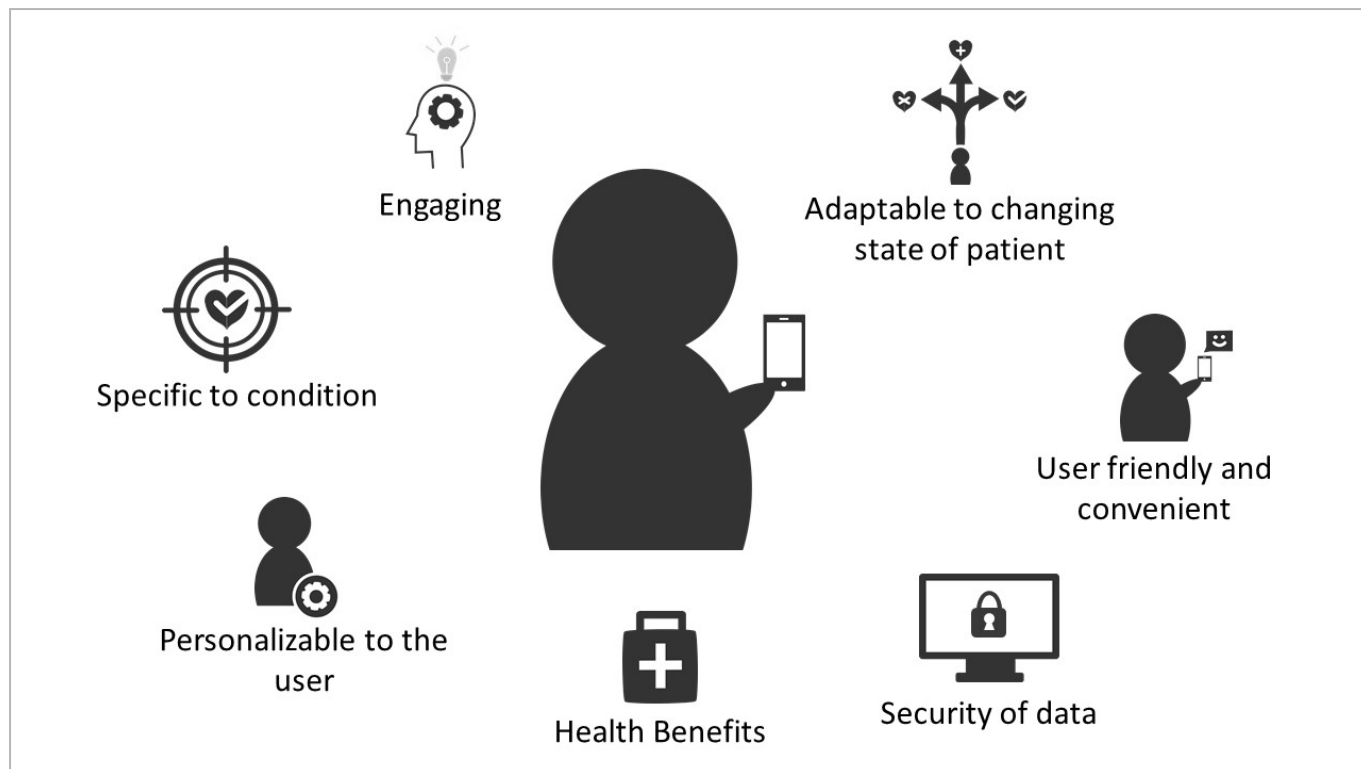 Engaging
Adaptable to changing
state of patient
Specific to condition
User friendly and
convenient
Personalizable to the
user
Health Benefits
Security of data